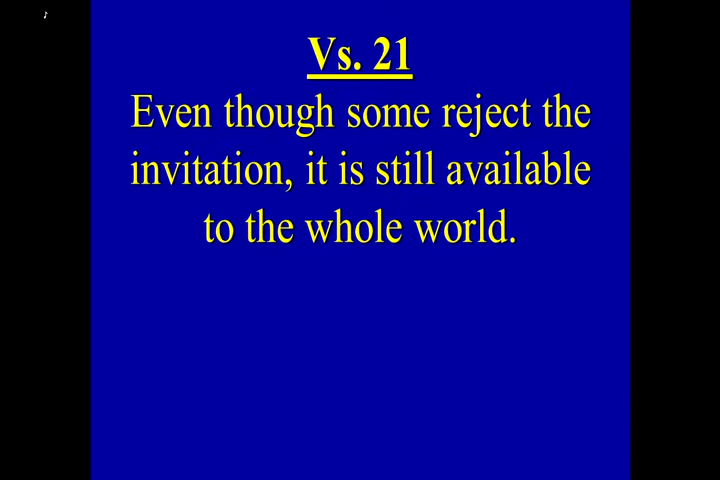 Vs. 21
Even though some reject the
invitation, it is still available
to the whole world.